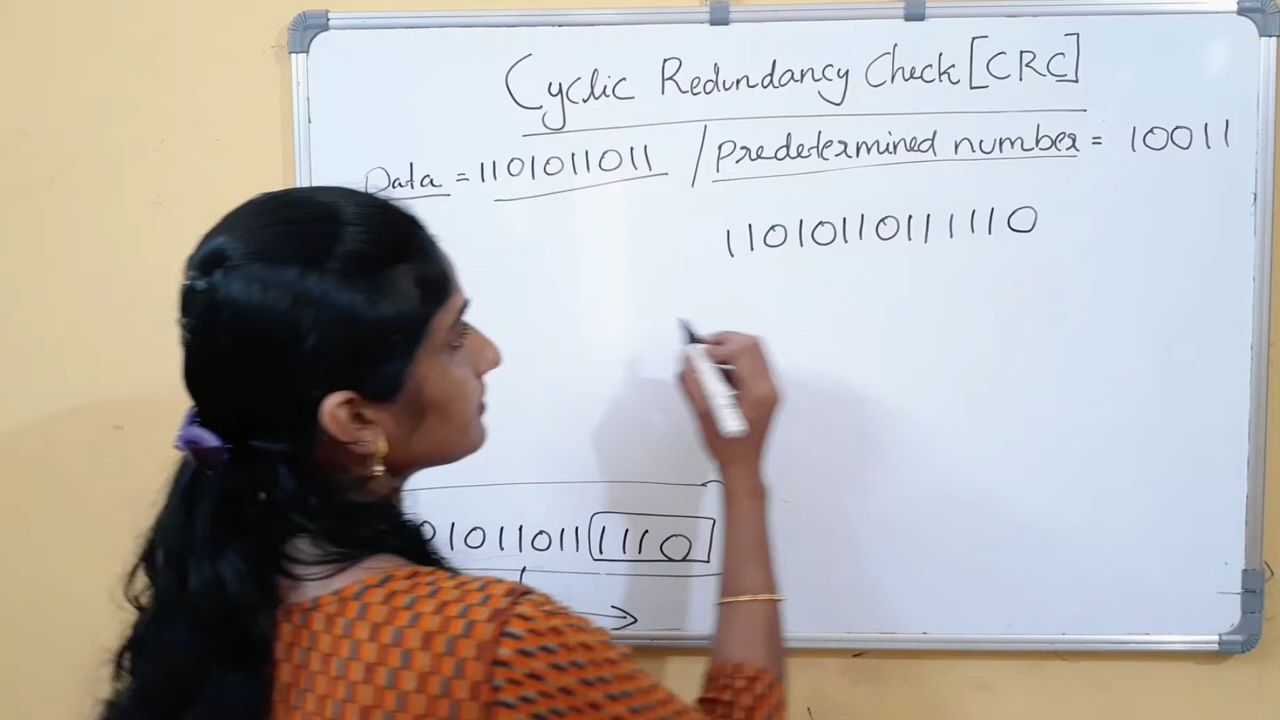 Cyclic Redundancy Check [CRC]
Data = 1101011011 / Predetermined number = 10011
11010110111110
01011011 1110